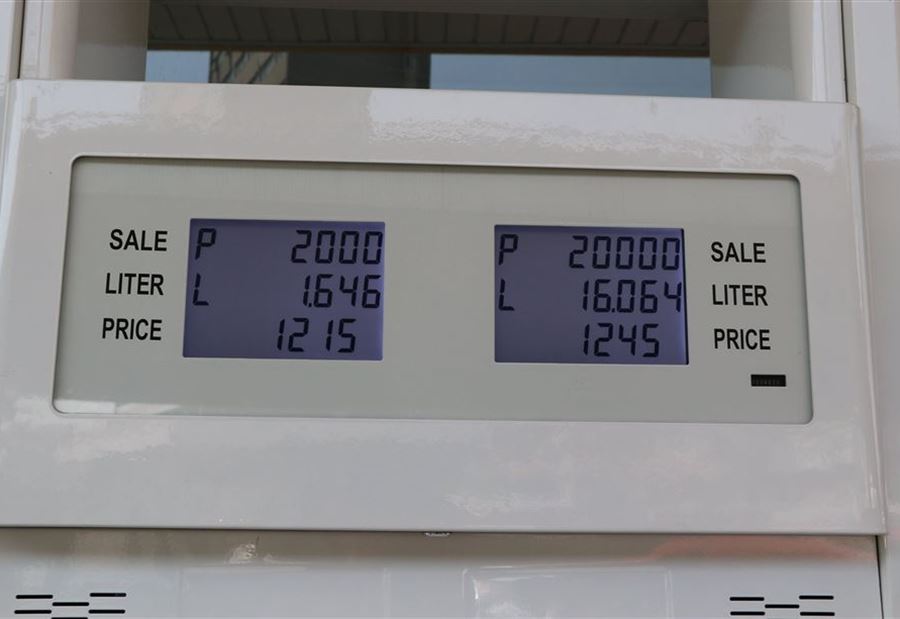 SALE P 2000
LITER L 1.646
PRICE 1215
P 20000 SALE
L 16.064 LITER
1245 PRICE